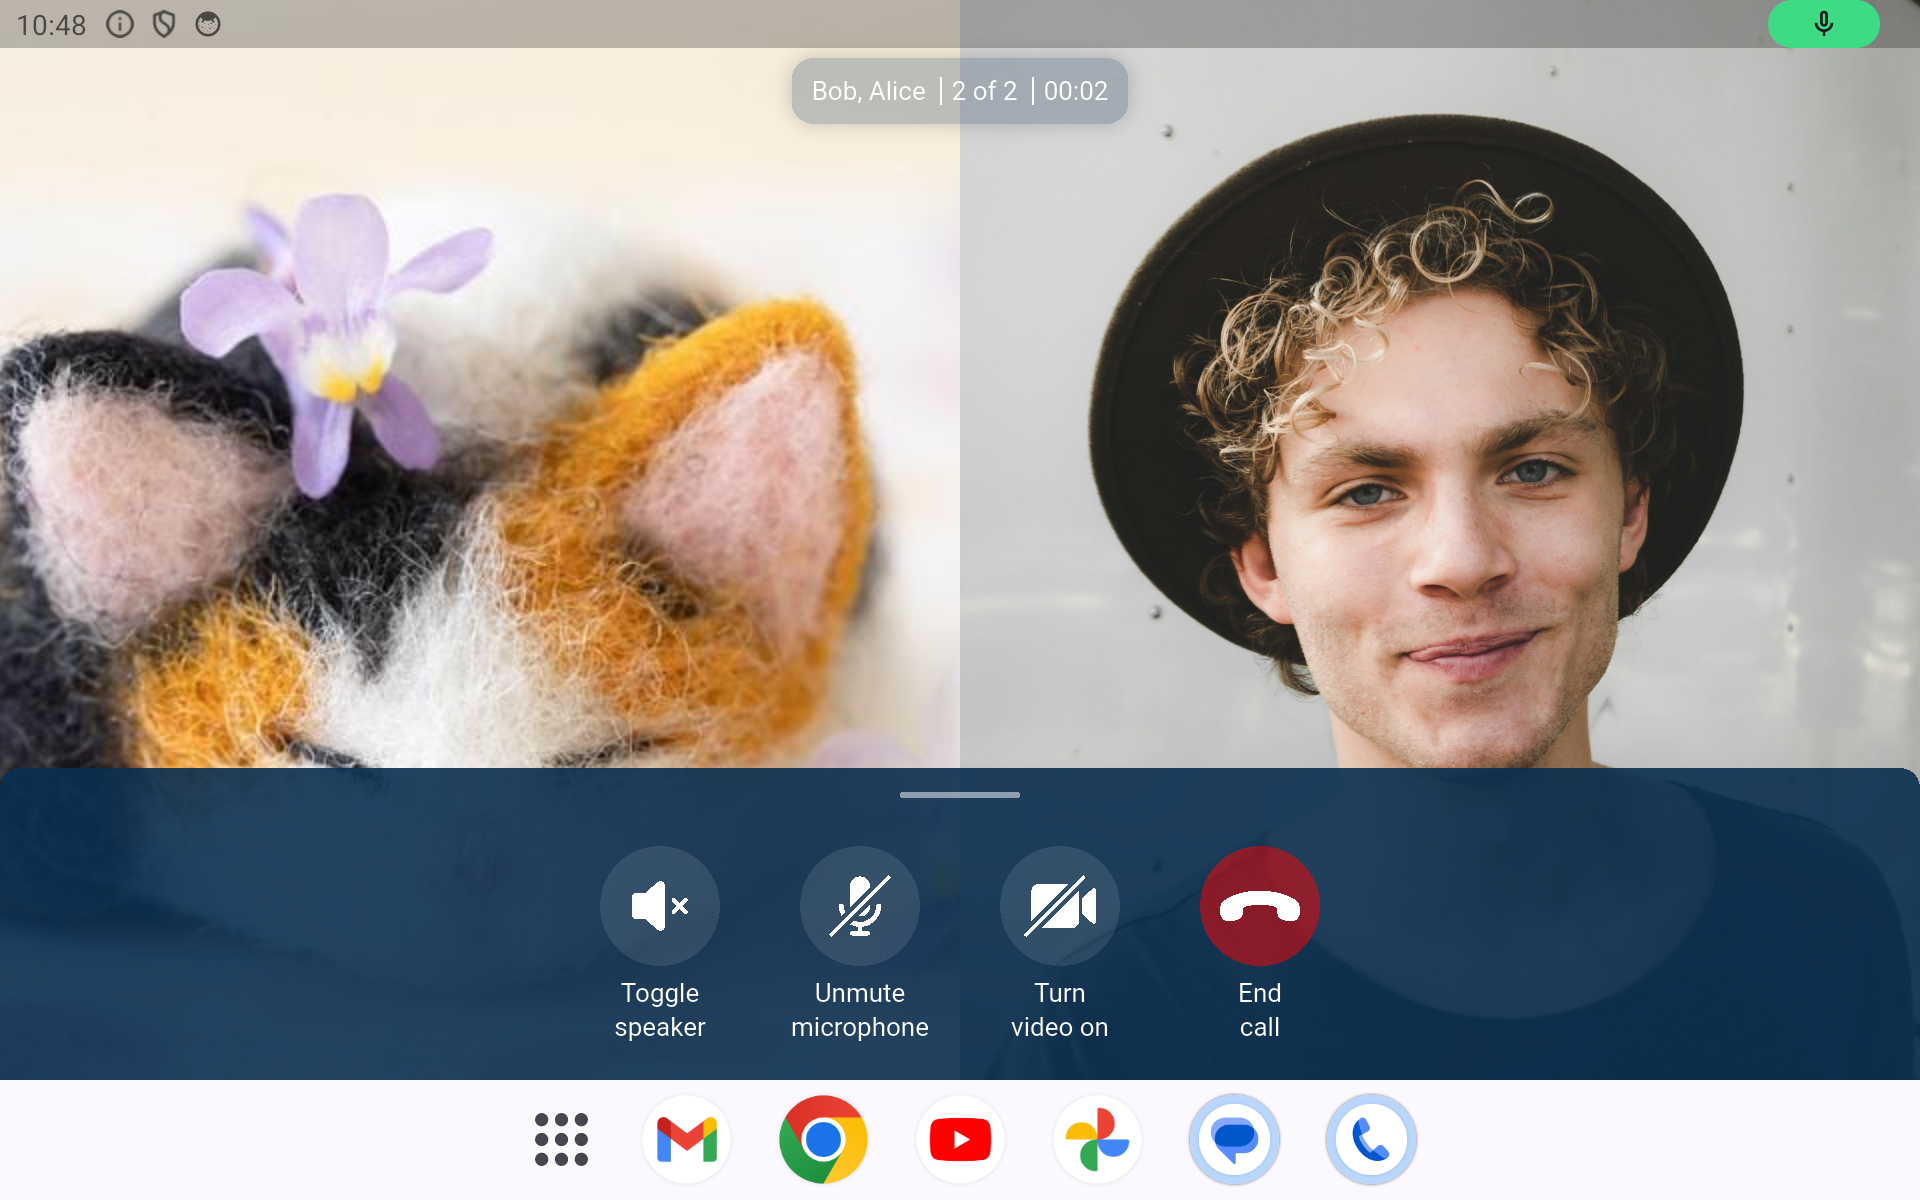 10:48
Bob, Alice | 2 of 2 | 00:02
Toggle speaker
Unmute microphone
Turn video on
End call